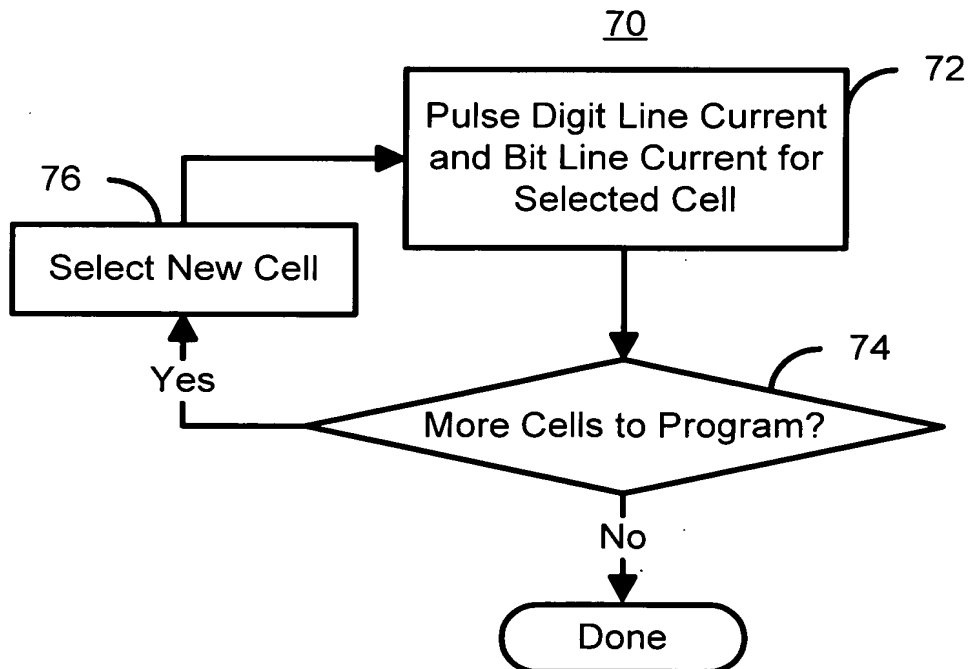 70
72
Pulse Digit Line Current
and Bit Line Current for
Selected Cell
76
Select New Cell
74
Yes
More Cells to Program?
No
Done